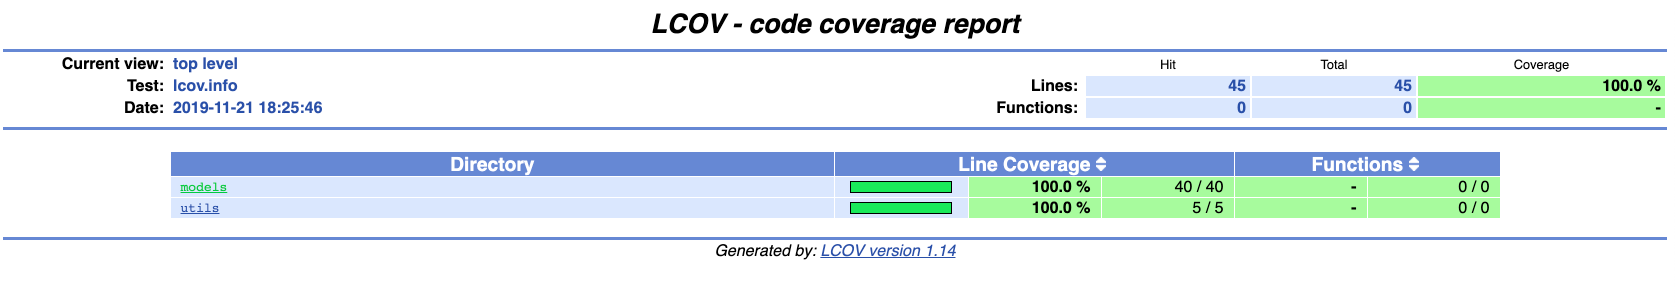 LCOV - code coverage report
Current view: top level Hit Total Coverage
Test: lcov.info Lines: 45 45 100.0 %
Date: 2019-11-21 18:25:46 Functions: 0 0 -
Directory Line Coverage Functions
models 100.0 % 40 / 40 - 0 / 0
utils 100.0 % 5 / 5 - 0 / 0
Generated by: LCOV version 1.14